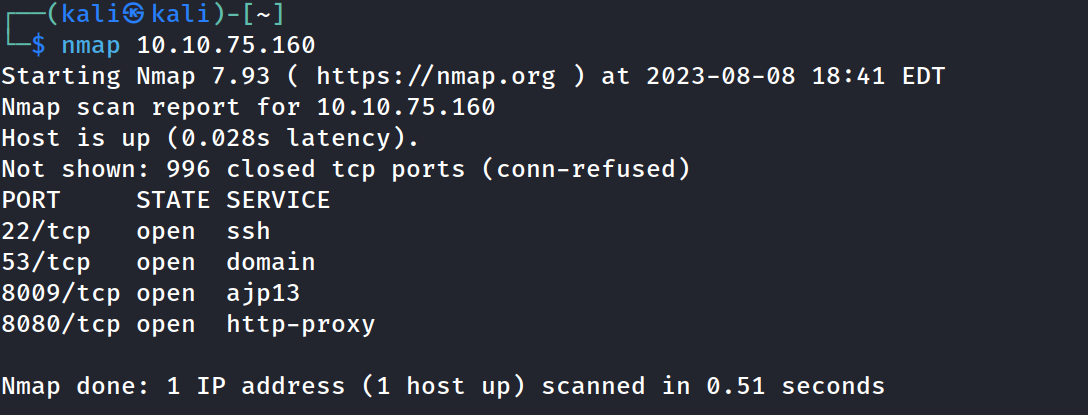 ┌──(kali㉿kali)-[~]
└─$ nmap 10.10.75.160
Starting Nmap 7.93 ( https://nmap.org ) at 2023-08-08 18:41 EDT
Nmap scan report for 10.10.75.160
Host is up (0.028s latency).
Not shown: 996 closed tcp ports (conn-refused)
PORT     STATE SERVICE
22/tcp   open  ssh
53/tcp   open  domain
8009/tcp open  ajp13
8080/tcp open  http-proxy
Nmap done: 1 IP address (1 host up) scanned in 0.51 seconds